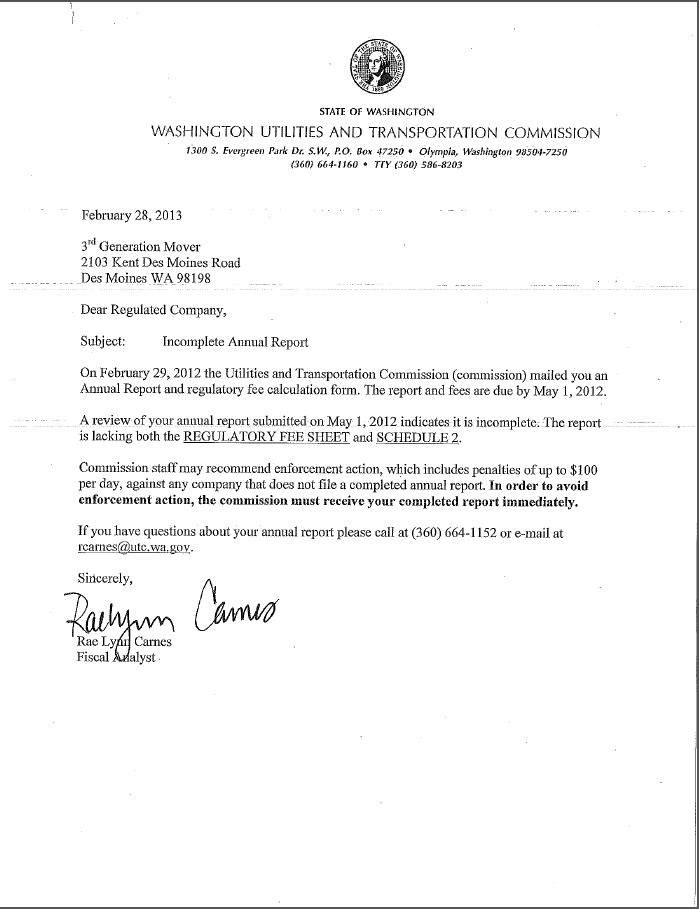 STATE OF WASHINGTON
WASHINGTON UTILITIES AND TRANSPORTATION COMMISSION
1300 S. Evergreen Park Dr. S.W., P.O. Box 47250 • Olympia, Washington 98504-7250
(360) 664-1160 • TTY (360) 586-8203
February 28, 2013
3rd Generation Mover
2103 Kent Des Moines Road
Des Moines WA 98198
Dear Regulated Company,
Subject: Incomplete Annual Report
On February 29, 2012 the Utilities and Transportation Commission (commission) mailed you an
Annual Report and regulatory fee calculation form. The report and fees are due by May 1, 2012.
A review of your annual report submitted on May 1, 2012 indicates it is incomplete. The report
is lacking both the REGULATORY FEE SHEET and SCHEDULE 2.
Commission staff may recommend enforcement action, which includes penalties of up to $100
per day, against any company that does not file a completed annual report. In order to avoid
enforcement action, the commission must receive your completed report immediately.
If you have questions about your annual report please call at (360) 664-1152 or e-mail at
rcarnes@utc.wa.gov.
Sincerely,
Raelynn Carnes
Rae Lynn Carnes
Fiscal Analyst